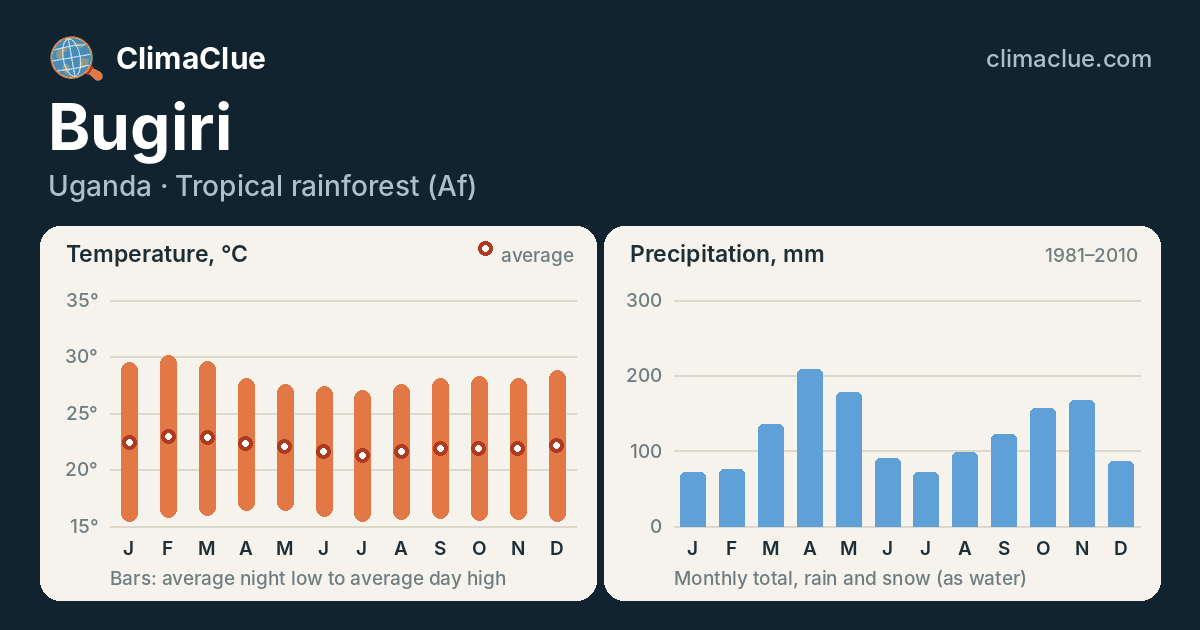 ClimaClue
climaclue.com
Bugiri
Uganda · Tropical rainforest (Af)
Temperature, °C
average
35°
30°
25°
20°
15°
J F M A M J J A S O N D
Bars: average night low to average day high
Precipitation, mm
1981–2010
300
200
100
0
J F M A M J J A S O N D
Monthly total, rain and snow (as water)